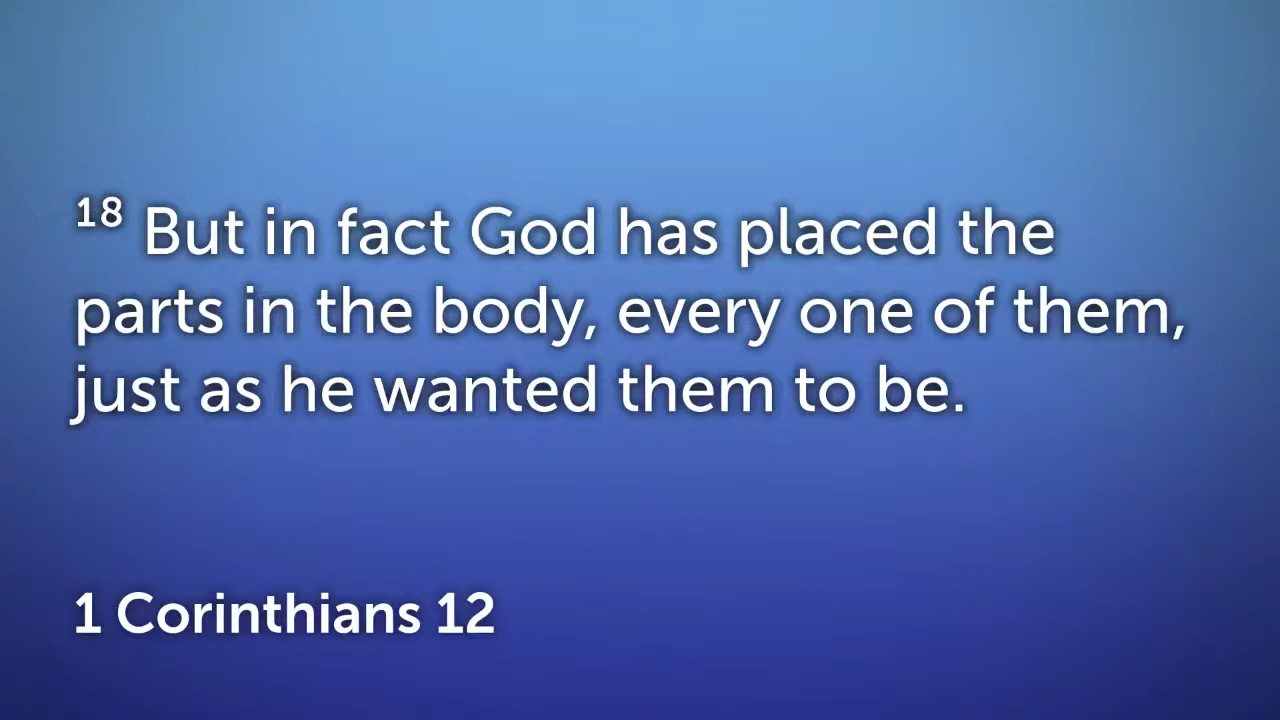 18 But in fact God has placed the
parts in the body, every one of them,
just as he wanted them to be.
1 Corinthians 12